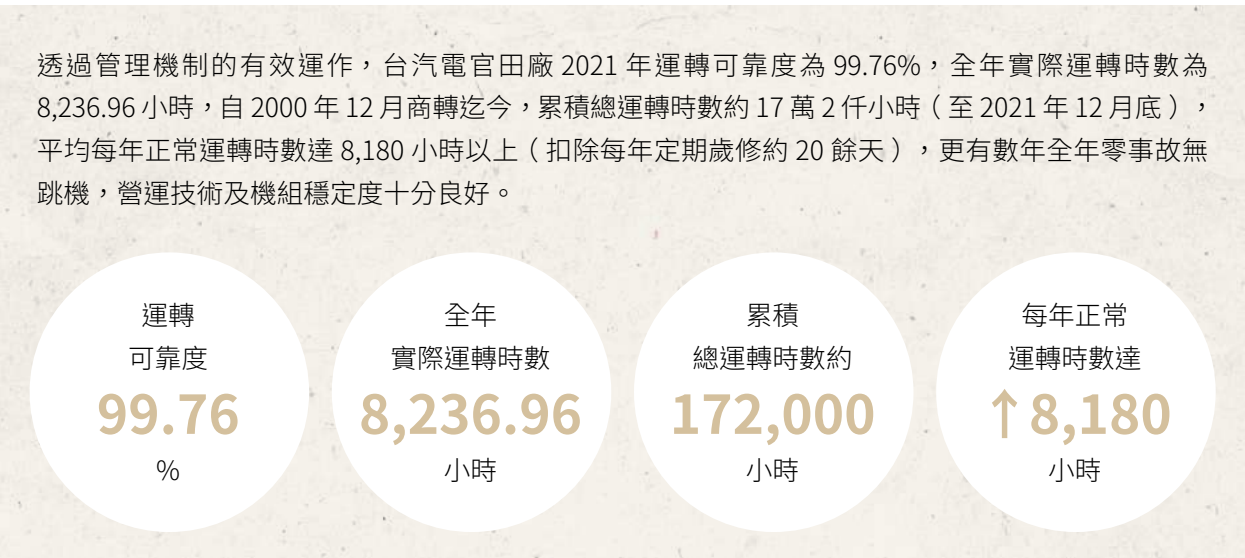 透過管理機制的有效運作，台汽電官田廠 2021 年運轉可靠度為 99.76%，全年實際運轉時數為
8,236.96 小時，自 2000 年 12 月商轉迄今，累積總運轉時數約 17 萬 2 仟小時（至 2021 年 12 月底），
平均每年正常運轉時數達 8,180 小時以上（扣除每年定期歲修約 20 餘天），更有數年全年零事故無
跳機，營運技術及機組穩定度十分良好。
運轉
可靠度
99.76
%
全年
實際運轉時數
8,236.96
小時
累積
總運轉時數約
172,000
小時
每年正常
運轉時數達
↑8,180
小時